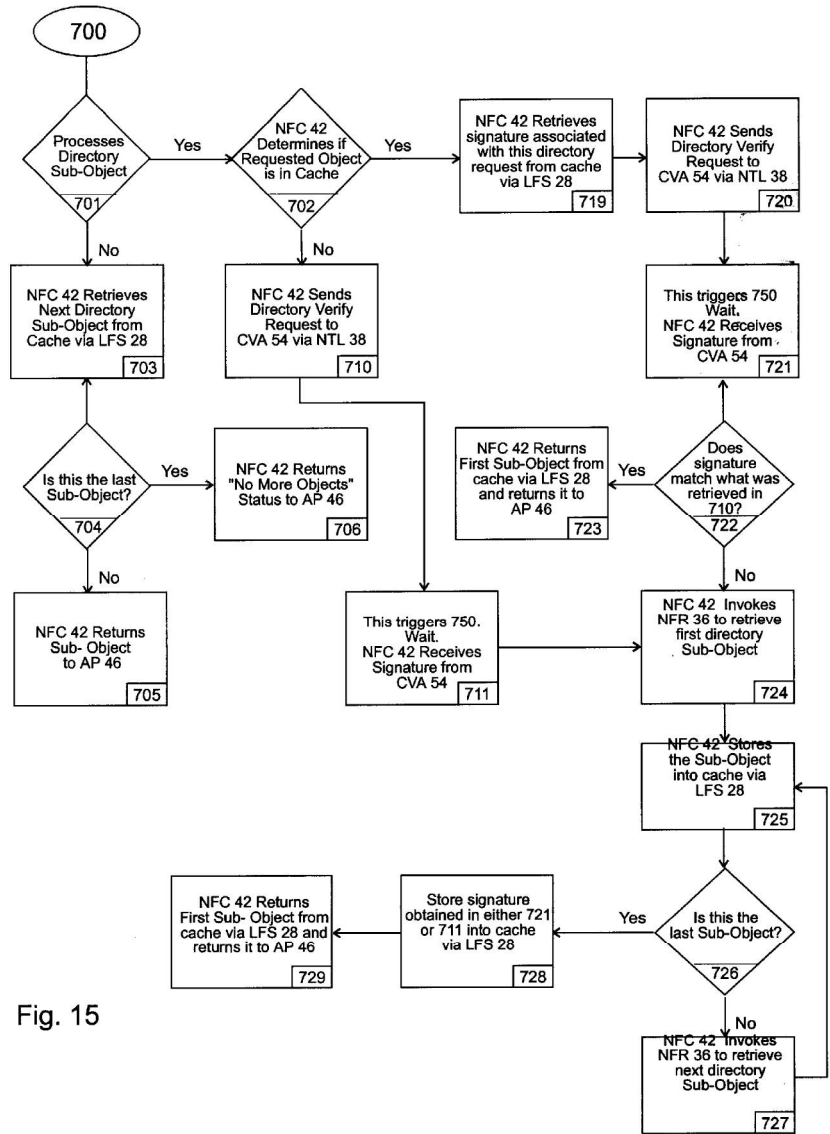 700
Processes
Directory
Sub-Object
701
Yes
No
NFC 42
Determines if
Requested Object
is in Cache
702
Yes
No
NFC 42 Retrieves
signature associated
with this directory
request from cache
via LFS 28
719
NFC 42 Sends
Directory Verify
Request to
CVA 54 via NTL 38
720
NFC 42 Retrieves
Next Directory
Sub-Object from
Cache via LFS 28
703
NFC 42 Sends
Directory Verify
Request to
CVA 54 via NTL 38
710
This triggers 750
Wait.
NFC 42 Receives
Signature from
CVA 54
721
Is this the last
Sub-Object?
704
Yes
No
NFC 42 Returns
"No More Objects"
Status to AP 46
706
NFC 42 Returns
First Sub-Object from
cache via LFS 28
and returns it to
AP 46
723
Yes
Does
signature
match what was
retrieved in
710?
722
No
NFC 42 Returns
Sub- Object
to AP 46
705
This triggers 750.
Wait.
NFC 42 Receives
Signature from
CVA 54
711
NFC 42 Invokes
NFR 36 to retrieve
first directory
Sub-Object
724
NFC 42 Stores
the Sub-Object
into cache via
LFS 28
725
NFC 42 Returns
First Sub- Object from
cache via LFS 28 and
returns it to AP 46
729
Store signature
obtained in either 721
or 711 into cache
via LFS 28
728
Yes
Is this the
last Sub-Object?
726
No
NFC 42 Invokes
NFR 36 to retrieve
next directory
Sub-Object
727
Fig. 15